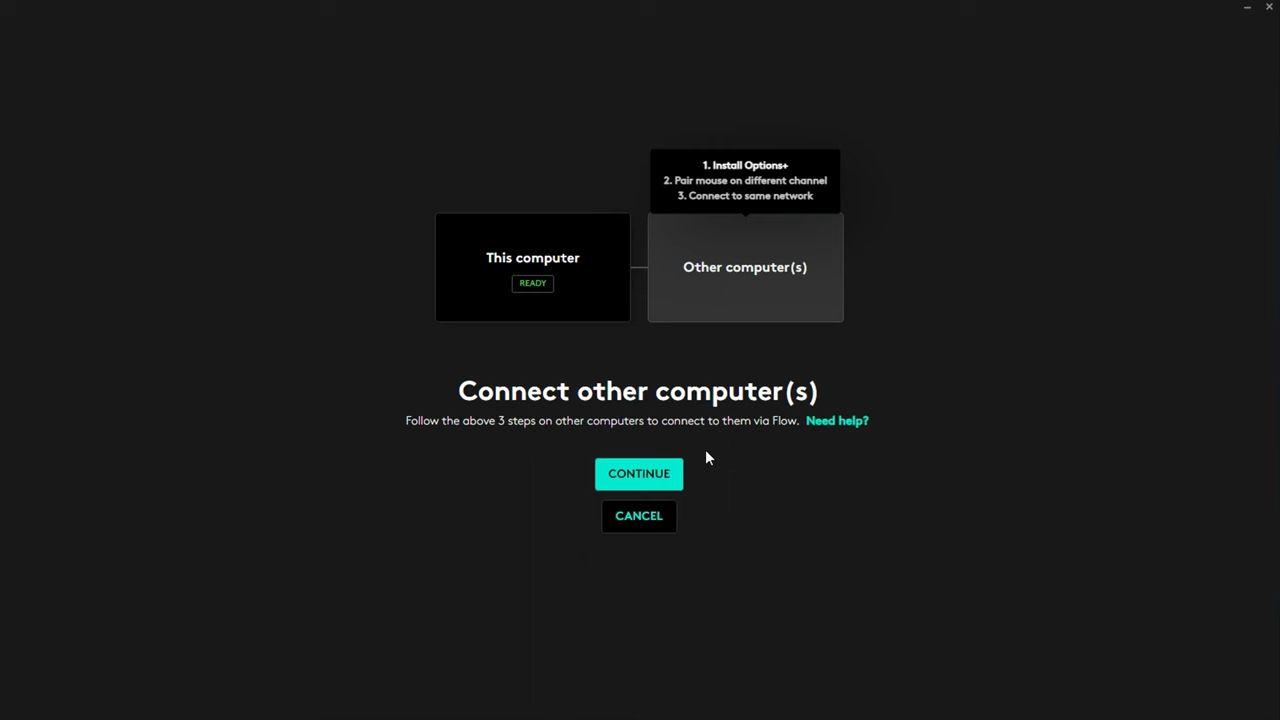 1. Install Options+
2. Pair mouse on different channel
3. Connect to same network
This computer
READY
Other computer(s)
Connect other computer(s)
Follow the above 3 steps on other computers to connect to them via Flow. Need help?
CONTINUE
CANCEL